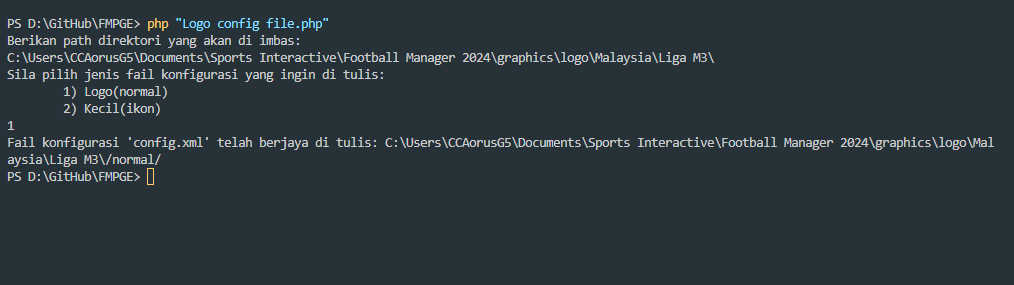 PS D:\GitHub\FMPGE> php "Logo config file.php"
Berikan path direktori yang akan di imbas:
C:\Users\CCAorusG5\Documents\Sports Interactive\Football Manager 2024\graphics\logo\Malaysia\Liga M3\
Sila pilih jenis fail konfigurasi yang ingin di tulis:
        1) Logo(normal)
        2) Kecil(ikon)
1
Fail konfigurasi 'config.xml' telah berjaya di tulis: C:\Users\CCAorusG5\Documents\Sports Interactive\Football Manager 2024\graphics\logo\Mal
aysia\Liga M3\/normal/
PS D:\GitHub\FMPGE>